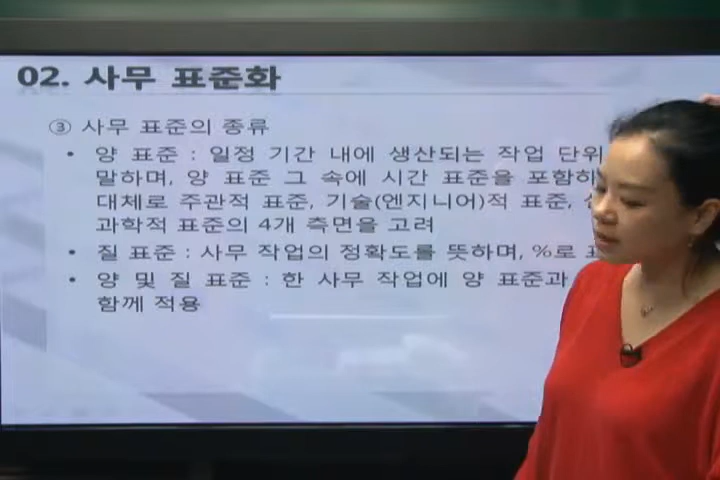 02. 사무 표준화
③ 사무 표준의 종류
• 양 표준 : 일정 기간 내에 생산되는 작업 단위
말하며, 양 표준 그 속에 시간 표준을 포함하
대체로 주관적 표준, 기술(엔지니어)적 표준,
과학적 표준의 4개 측면을 고려
• 질 표준 : 사무 작업의 정확도를 뜻하며, %로
• 양 및 질 표준 : 한 사무 작업에 양 표준과
함께 적용